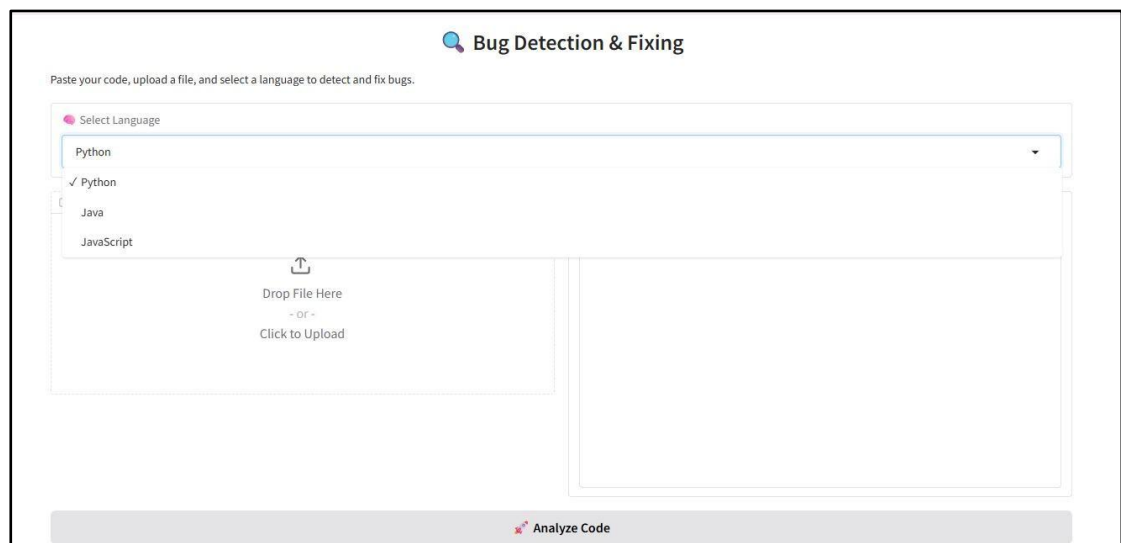 Bug Detection & Fixing
Paste your code, upload a file, and select a language to detect and fix bugs.
Select Language
Python
✓ Python
Java
JavaScript
Drop File Here
- or -
Click to Upload
Analyze Code